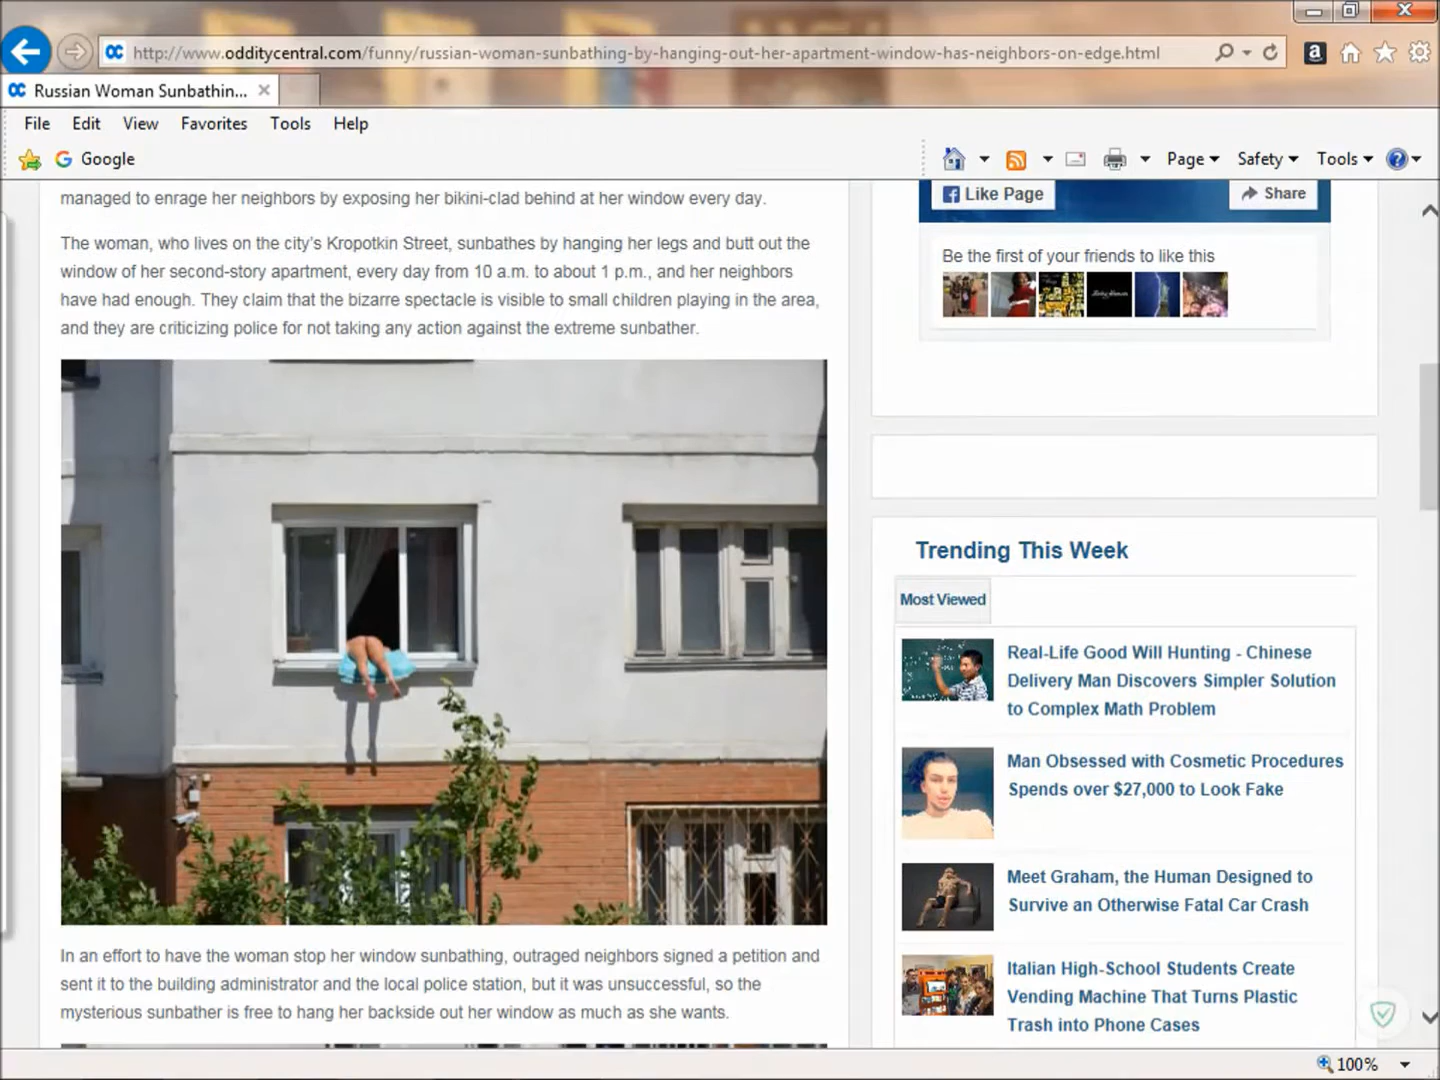 http://www.odditycentral.com/funny/russian-woman-sunbathing-by-hanging-out-her-apartment-window-has-neighbors-on-edge.html
Russian Woman Sunbathin...
File Edit View Favorites Tools Help
Google
Page Safety Tools
managed to enrage her neighbors by exposing her bikini-clad behind at her window every day.
The woman, who lives on the city's Kropotkin Street, sunbathes by hanging her legs and butt out the
window of her second-story apartment, every day from 10 a.m. to about 1 p.m., and her neighbors
have had enough. They claim that the bizarre spectacle is visible to small children playing in the area,
and they are criticizing police for not taking any action against the extreme sunbather.
In an effort to have the woman stop her window sunbathing, outraged neighbors signed a petition and
sent it to the building administrator and the local police station, but it was unsuccessful, so the
mysterious sunbather is free to hang her backside out her window as much as she wants.
Like Page
Share
Be the first of your friends to like this
Trending This Week
Most Viewed
Real-Life Good Will Hunting - Chinese
Delivery Man Discovers Simpler Solution
to Complex Math Problem
Man Obsessed with Cosmetic Procedures
Spends over $27,000 to Look Fake
Meet Graham, the Human Designed to
Survive an Otherwise Fatal Car Crash
Italian High-School Students Create
Vending Machine That Turns Plastic
Trash into Phone Cases
100%